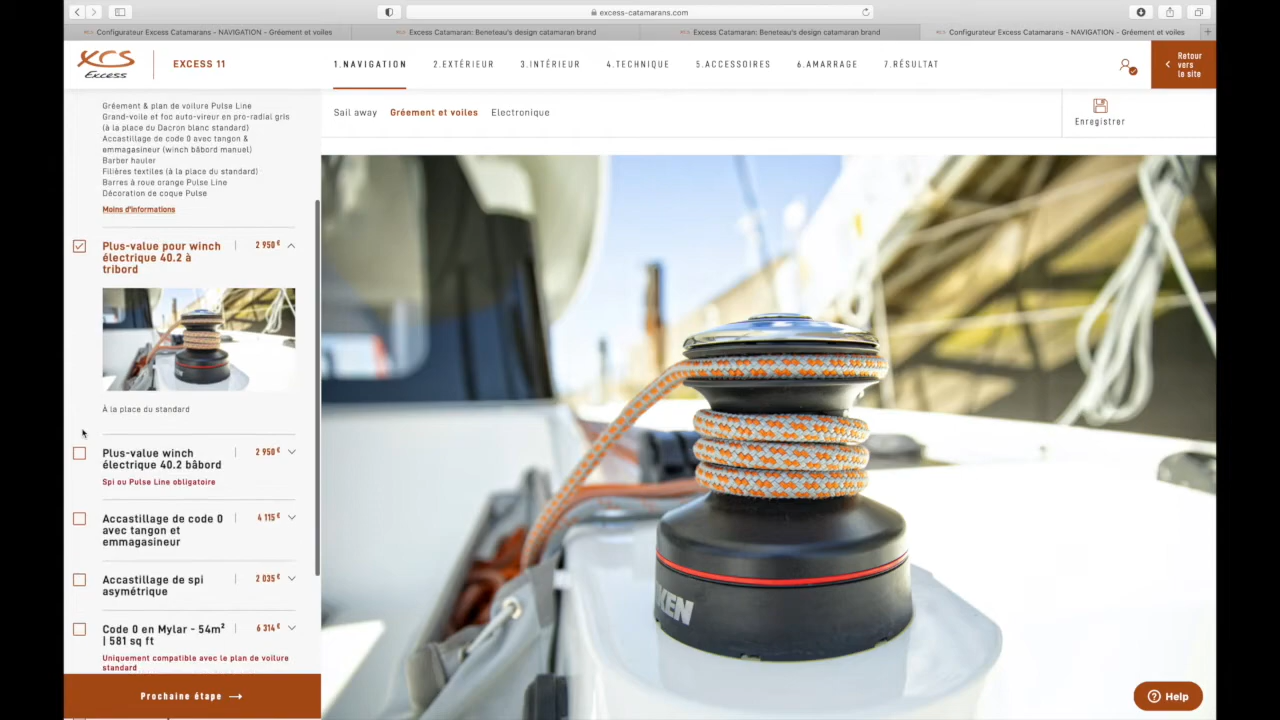 excess-catamarans.com
Configurateur Excess Catamarans - NAVIGATION - Gréement et voiles
Excess Catamaran: Beneteau's design catamaran brand
Excess Catamaran: Beneteau's design catamaran brand
Configurateur Excess Catamarans - NAVIGATION - Gréement et voiles
XCS
Excess
EXCESS 11
1.NAVIGATION
2.EXTÉRIEUR
3.INTÉRIEUR
4.TECHNIQUE
5.ACCESSOIRES
6.AMARRAGE
7.RÉSULTAT
Retour
vers
le site
Sail away
Gréement et voiles
Electronique
Enregistrer
Gréement & plan de voilure Pulse Line
Grand-voile et foc auto-vireur en pro-radial gris
(à la place du Dacron blanc standard)
Accastillage de code 0 avec tangon &
emmagasineur (winch bâbord manuel)
Barber hauler
Filières textiles (à la place du standard)
Barres à roue orange Pulse Line
Décoration de coque Pulse
Moins d'informations
Plus-value pour winch
électrique 40.2 à
tribord
2 950 €
À la place du standard
Plus-value winch
électrique 40.2 bâbord
2 950 €
Spi ou Pulse Line obligatoire
Accastillage de code 0
avec tangon et
emmagasineur
4 115 €
Accastillage de spi
asymétrique
2 035 €
Code 0 en Mylar - 54m²
| 581 sq ft
6 314 €
Uniquement compatible avec le plan de voilure
standard
Prochaine étape →
KEN
Help